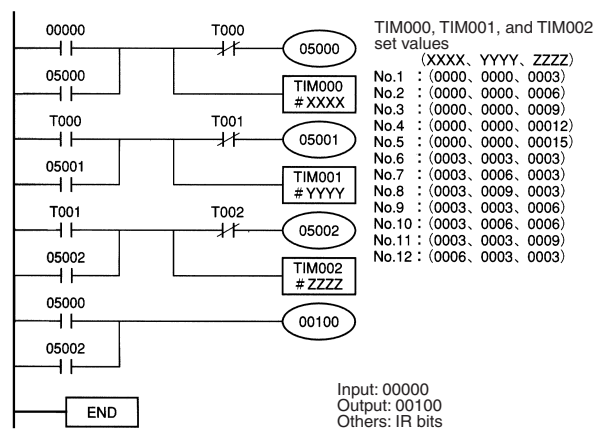 00000
T000
05000
05000
TIM000
# XXXX
T000
T001
05001
05001
TIM001
# YYYY
T001
T002
05002
05002
TIM002
# ZZZZ
05000
00100
05002
END
TIM000, TIM001, and TIM002
set values
(XXXX、YYYY、ZZZZ)
No.1 : (0000、0000、0003)
No.2 : (0000、0000、0006)
No.3 : (0000、0000、0009)
No.4 : (0000、0000、00012)
No.5 : (0000、0000、00015)
No.6 : (0003、0003、0003)
No.7 : (0003、0006、0003)
No.8 : (0003、0009、0003)
No.9 : (0003、0003、0006)
No.10 : (0003、0006、0006)
No.11 : (0003、0003、0009)
No.12 : (0006、0003、0003)
Input: 00000
Output: 00100
Others: IR bits